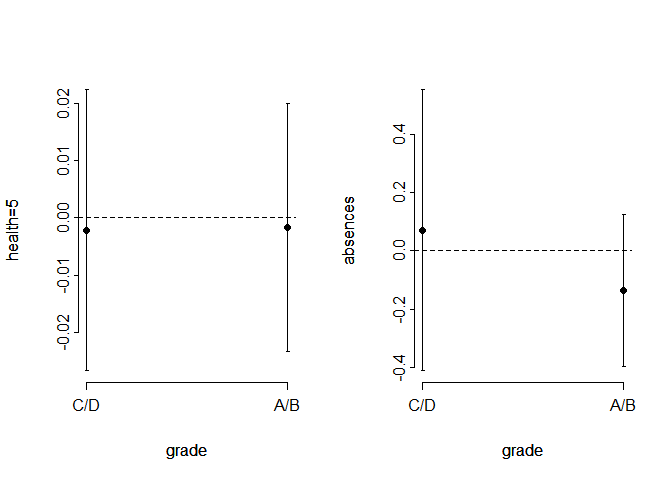 health=5
0.02
0.01
0.00
-0.01
-0.02
C/D
A/B
grade
absences
0.4
0.2
0.0
-0.2
-0.4
C/D
A/B
grade